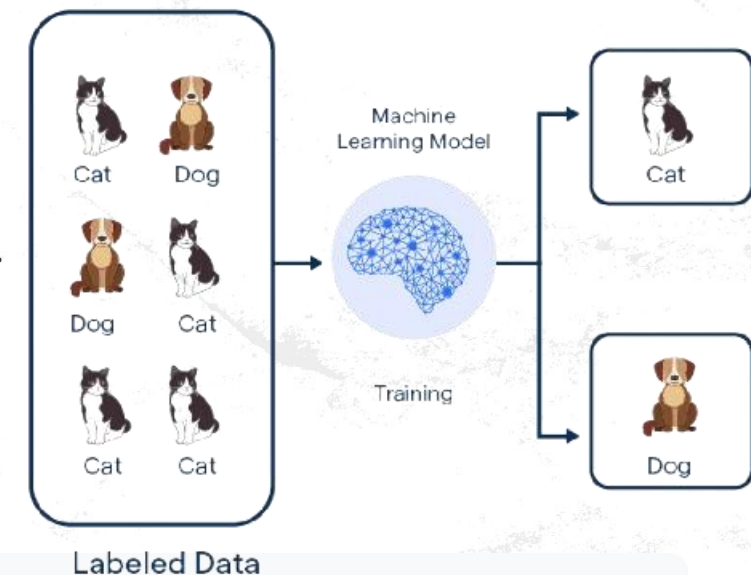 Cat Dog
Dog Cat
Cat Cat
Labeled Data
Machine
Learning Model
Training
Cat
Dog